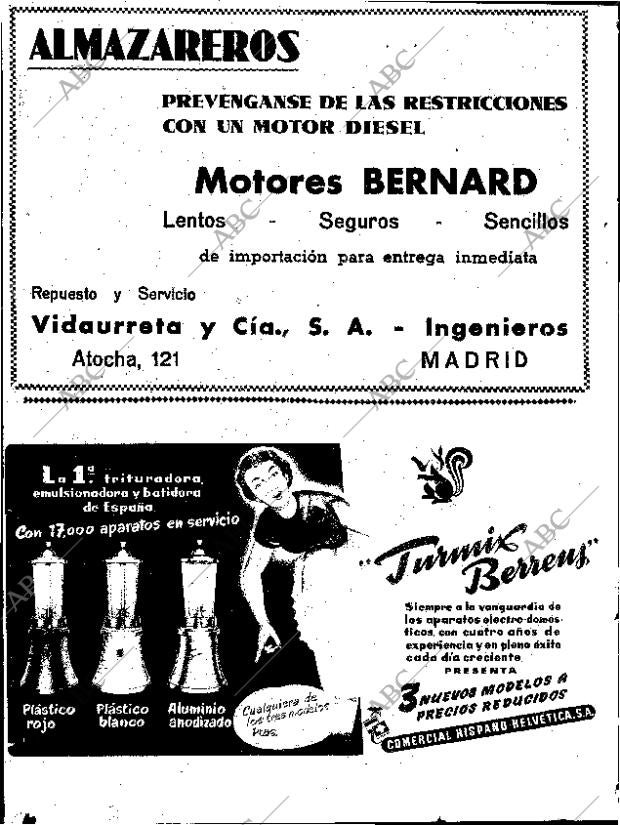 ALMAZAREROS
PREVENGANSE DE LAS RESTRICCIONES
CON UN MOTOR DIESEL
Motores BERNARD
Lentos - Seguros - Sencillos
de importación para entrega inmediata
Repuesto y Servicio
Vidaurreta y Cía., S. A. - Ingenieros
Atocha, 121 MADRID
La 1.ª trituradora,
emulsionadora y batidora
de España.
Con 17,000 aparatos en servicio
Plástico
rojo
Plástico
blanco
Aluminio
anodizado
Cualquiera de
los tres modelos
Ptas.
"Turmix
Berrens"
Siempre a la vanguardia de
los aparatos electro-domés-
ticos, con cuatro años de
experiencia y en pleno éxito
cada día creciente,
PRESENTA
3 NUEVOS MODELOS A
PRECIOS REDUCIDOS
COMERCIAL HISPANO HELVETICA, S.A.